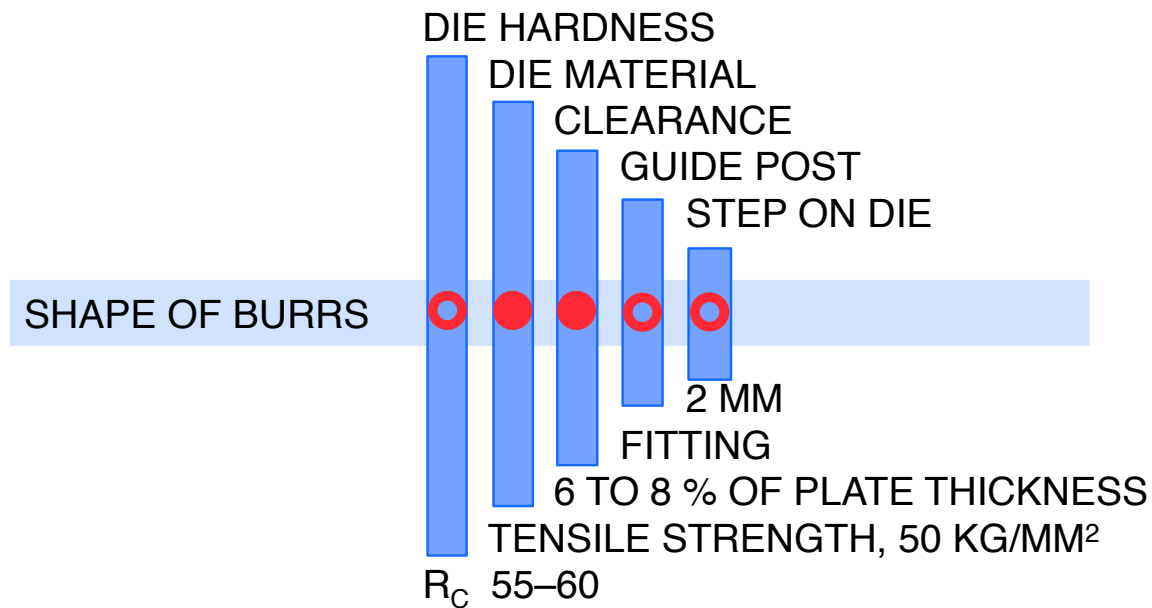 DIE HARDNESS
DIE MATERIAL
CLEARANCE
GUIDE POST
STEP ON DIE
SHAPE OF BURRS
2 MM
FITTING
6 TO 8 % OF PLATE THICKNESS
TENSILE STRENGTH, 50 KG/MM²
R_C 55–60